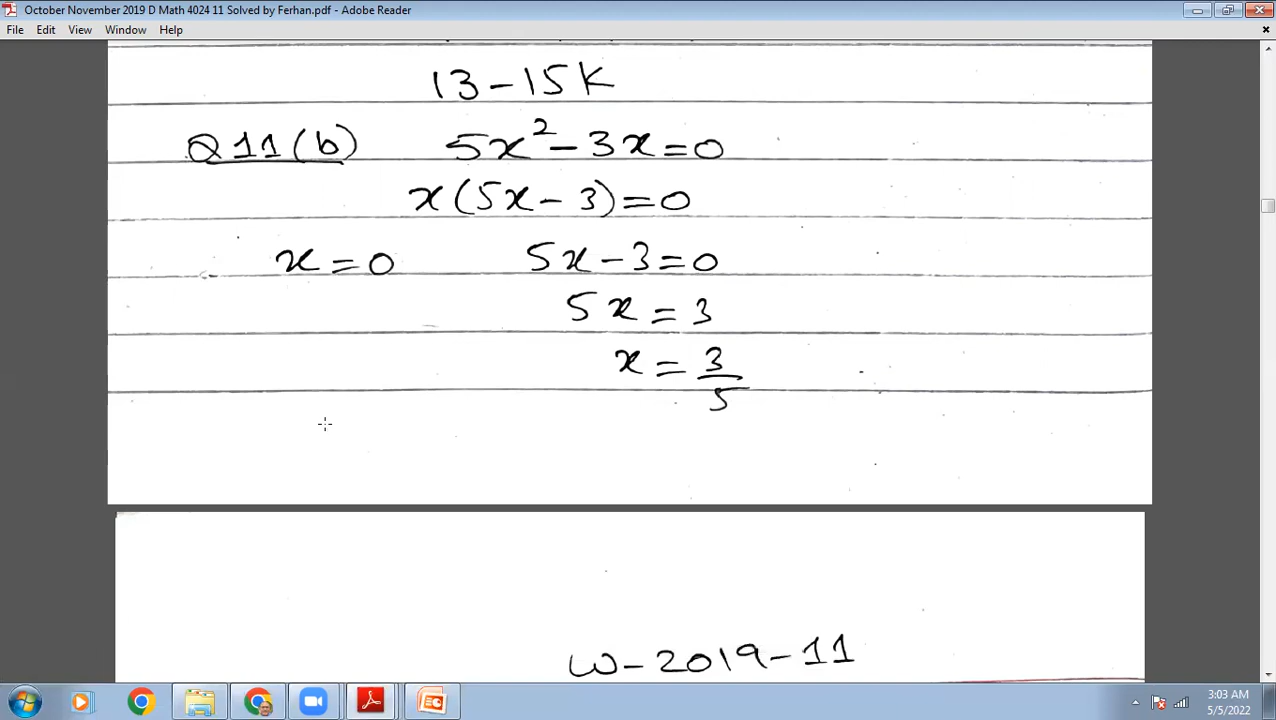 October November 2019 D Math 4024 11 Solved by Ferhan.pdf - Adobe Reader
File Edit View Window Help
13-15K
Q11(b) 5x²-3x=0
x(5x-3)=0
x=0 5x-3=0
5x=3
x=3/5
W-2019-11
3:03 AM
5/5/2022